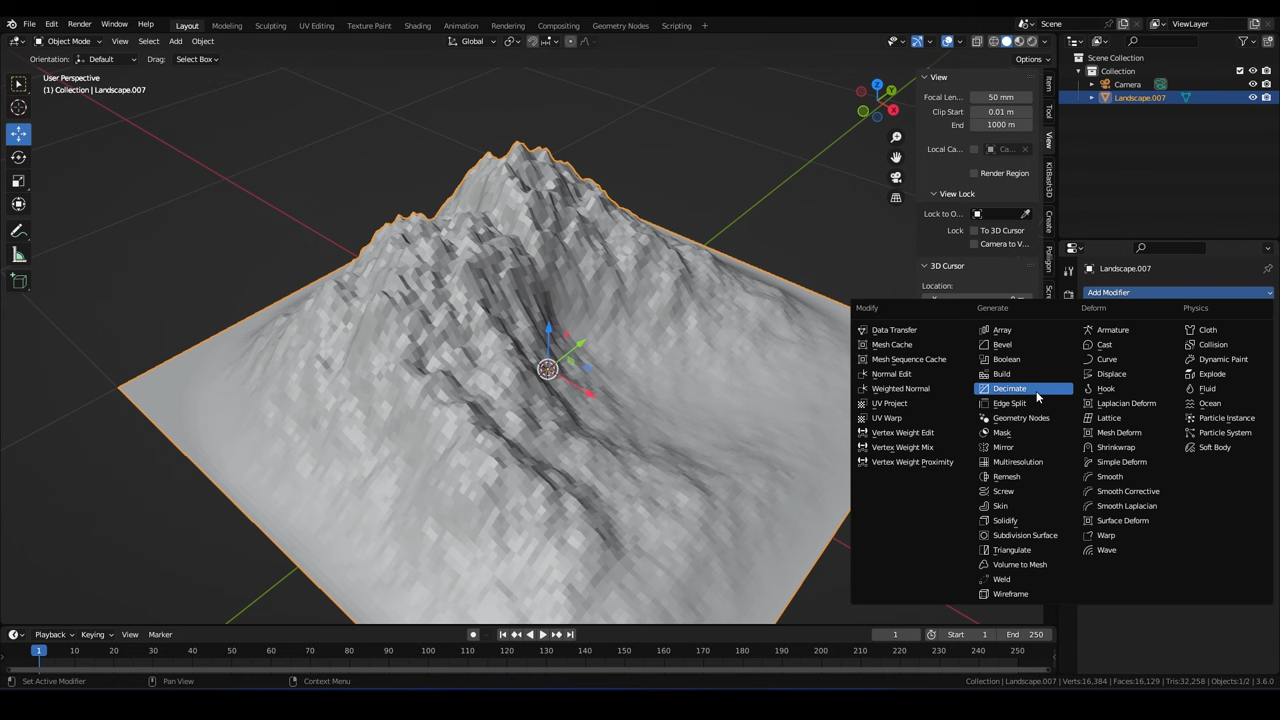 File Edit Render Window Help Layout Modeling Sculpting UV Editing Texture Paint Shading Animation Rendering Compositing Geometry Nodes Scripting + Scene ViewLayer
Object Mode View Select Add Object Global
Orientation: Default Drag: Select Box Options
User Perspective
(1) Collection | Landscape.007
Z
Y
X
Item
Tool
View
KitBash3D
Create
Poliigon
View
Focal Len... 50 mm
Clip Start 0.01 m
End 1000 m
Local Ca... Ca...
Render Region
View Lock
Lock to O...
Lock To 3D Cursor
Camera to V...
3D Cursor
Location:
Scene Collection
Collection
Camera
Landscape.007
Landscape.007
Add Modifier
Modify
Data Transfer
Mesh Cache
Mesh Sequence Cache
Normal Edit
Weighted Normal
UV Project
UV Warp
Vertex Weight Edit
Vertex Weight Mix
Vertex Weight Proximity
Generate
Array
Bevel
Boolean
Build
Decimate
Edge Split
Geometry Nodes
Mask
Mirror
Multiresolution
Remesh
Screw
Skin
Solidify
Subdivision Surface
Triangulate
Volume to Mesh
Weld
Wireframe
Deform
Armature
Cast
Curve
Displace
Hook
Laplacian Deform
Lattice
Mesh Deform
Shrinkwrap
Simple Deform
Smooth
Smooth Corrective
Smooth Laplacian
Surface Deform
Warp
Wave
Physics
Cloth
Collision
Dynamic Paint
Explode
Fluid
Ocean
Particle Instance
Particle System
Soft Body
Playback Keying View Marker 1 Start 1 End 250
1 10 20 30 40 50 60 70 80 90 100 110 120 130 140 150 160 170 180 190 200 210 220 230 240 250
Set Active Modifier Pan View Context Menu Collection | Landscape.007 | Verts:16,384 | Faces:16,129 | Tris:32,258 | Objects:1/2 | 3.6.0